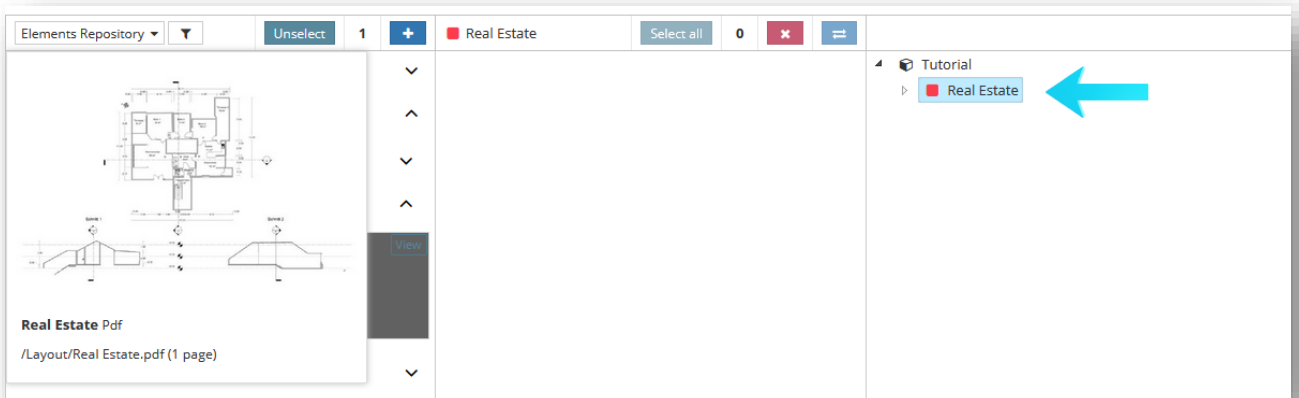 Elements Repository
Unselect
1
Real Estate
Select all
0
Tutorial
Real Estate
View
Real Estate Pdf
/Layout/Real Estate.pdf (1 page)